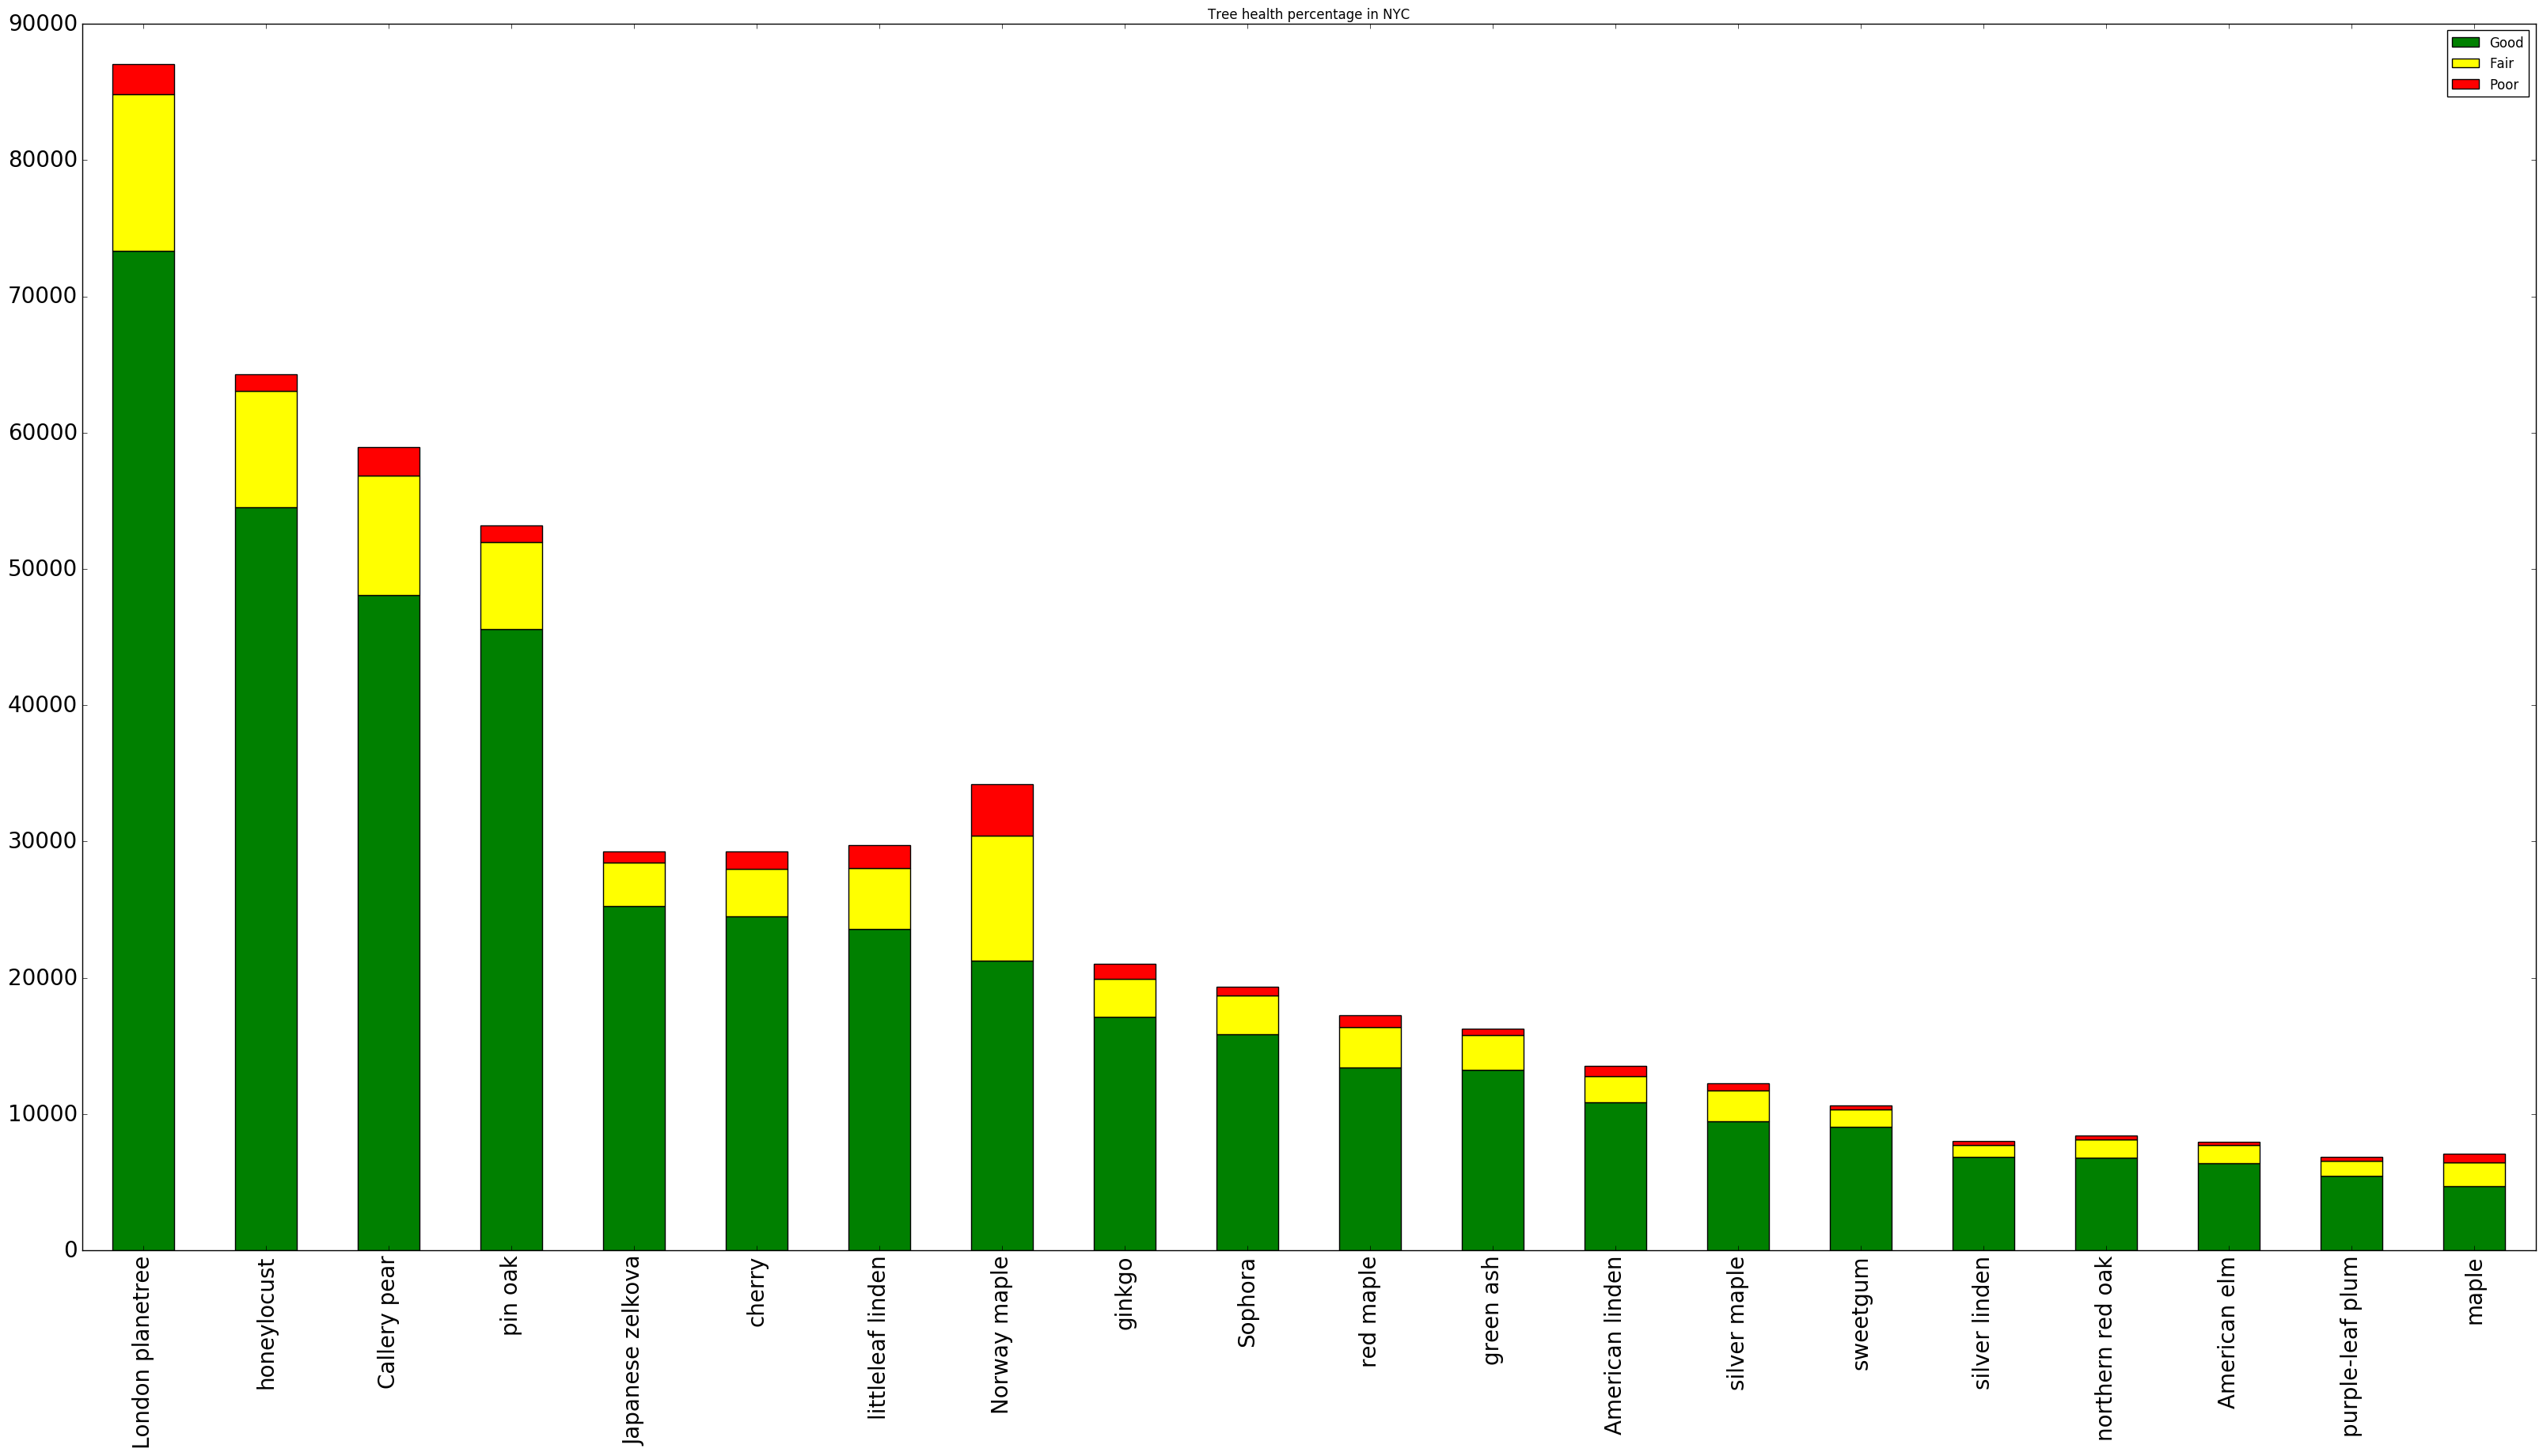 Tree health percentage in NYC
90000
80000
70000
60000
50000
40000
30000
20000
10000
0
Good
Fair
Poor
London planetree
honeylocust
Callery pear
pin oak
Japanese zelkova
cherry
littleleaf linden
Norway maple
ginkgo
Sophora
red maple
green ash
American linden
silver maple
sweetgum
silver linden
northern red oak
American elm
purple-leaf plum
maple